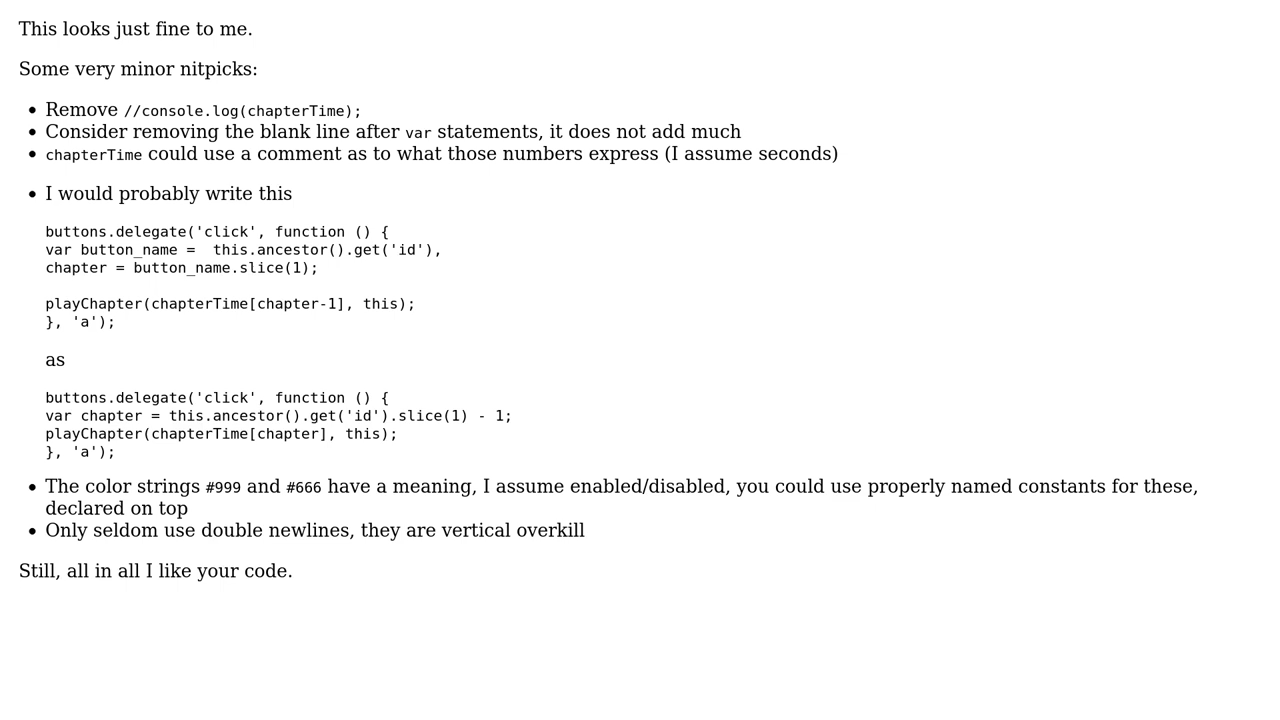 This looks just fine to me.
Some very minor nitpicks:
• Remove //console.log(chapterTime);
• Consider removing the blank line after var statements, it does not add much
• chapterTime could use a comment as to what those numbers express (I assume seconds)
• I would probably write this
buttons.delegate('click', function () {
var button_name =  this.ancestor().get('id'),
chapter = button_name.slice(1);
playChapter(chapterTime[chapter-1], this);
}, 'a');
as
buttons.delegate('click', function () {
var chapter = this.ancestor().get('id').slice(1) - 1;
playChapter(chapterTime[chapter], this);
}, 'a');
• The color strings #999 and #666 have a meaning, I assume enabled/disabled, you could use properly named constants for these,
declared on top
• Only seldom use double newlines, they are vertical overkill
Still, all in all I like your code.